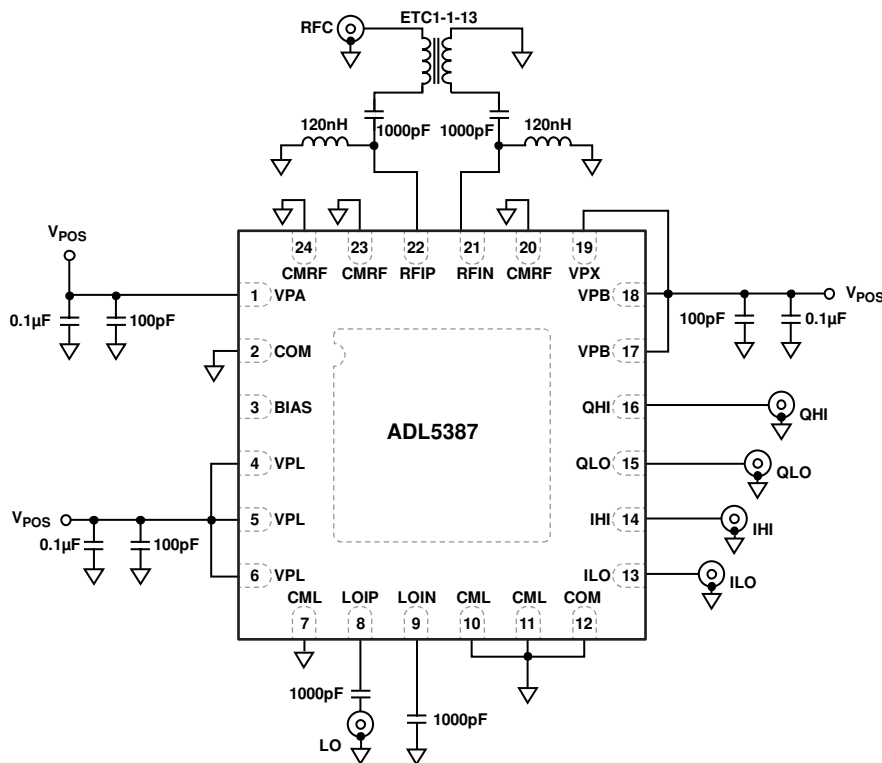 RFC
ETC1-1-13
120nH
1000pF
1000pF
120nH
24
23
22
21
20
19
CMRF
CMRF
RFIP
RFIN
CMRF
VPX
VPOS
0.1µF
100pF
1
VPA
2
COM
3
BIAS
4
VPL
VPOS
5
VPL
0.1µF
100pF
6
VPL
ADL5387
VPB
18
VPOS
100pF
0.1µF
VPB
17
QHI
16
QHI
QLO
15
QLO
IHI
14
IHI
ILO
13
ILO
CML
LOIP
LOIN
CML
CML
COM
7
8
9
10
11
12
1000pF
LO
1000pF